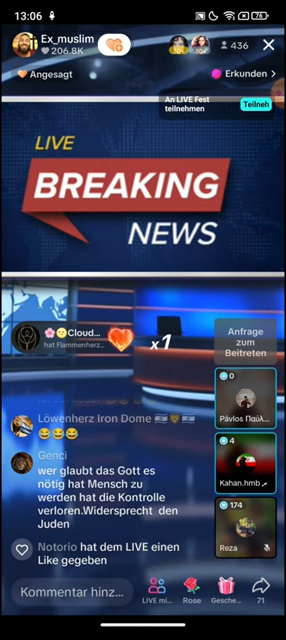 13:06
76
Ex_muslim
206.8K
436
Angesagt
Erkunden >
An LIVE Fest
teilnehmen
Teilneh
LIVE
BREAKING
NEWS
Cloud...
hat Flammenherz...
x1
Anfrage
zum
Beitreten
0
Pávlos Παύλ...
4
Kahan.hmb
174
Reza
Löwenherz Iron Dome
Genci
wer glaubt das Gott es
nötig hat Mensch zu
werden hat die Kontrolle
verloren.Widersprecht den
Juden
Notorio hat dem LIVE einen
Like gegeben
Kommentar hinz...
LIVE mi...
Rose
Gesche...
71